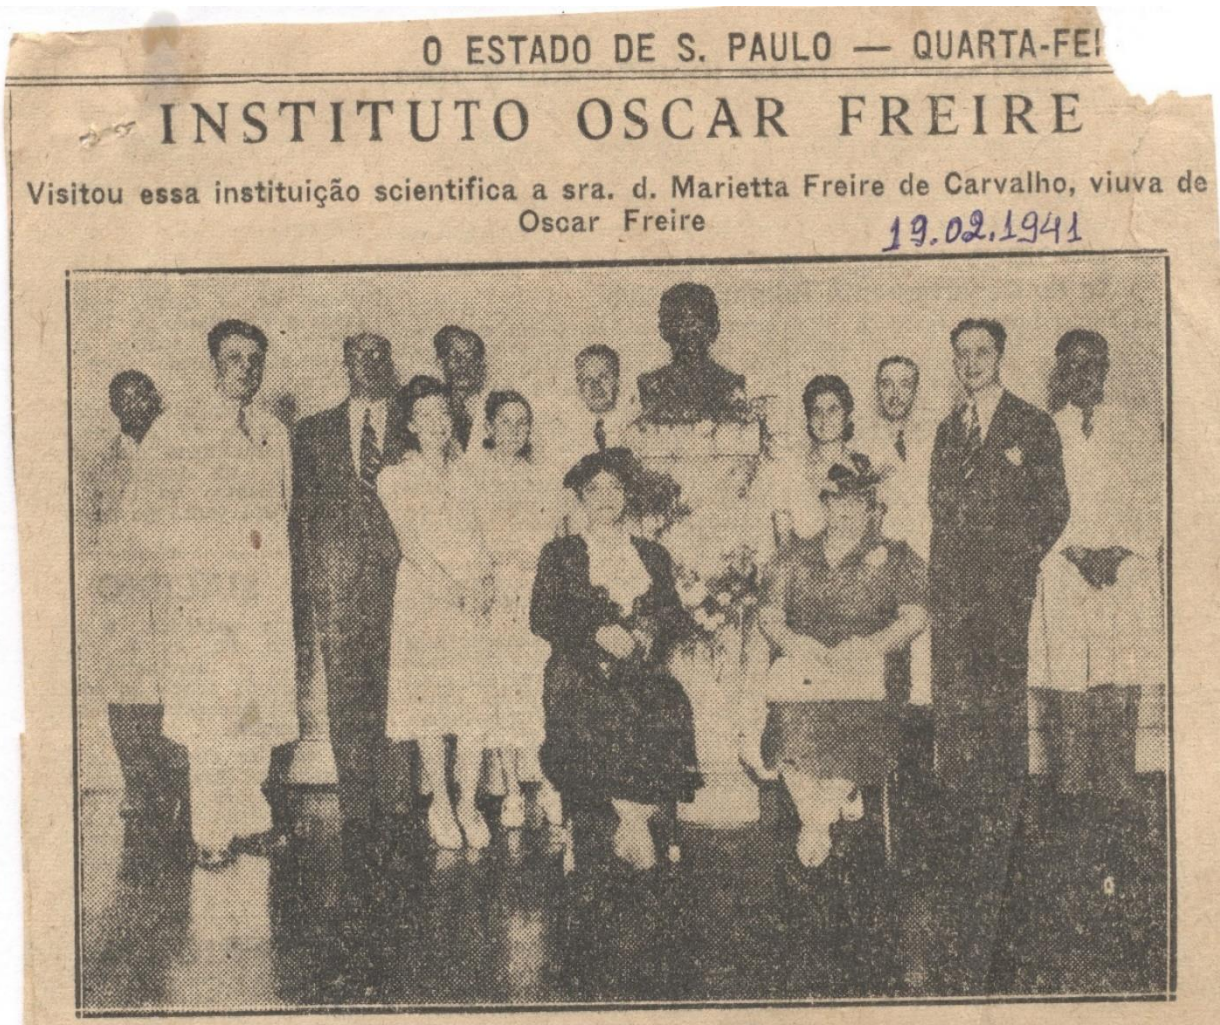 O ESTADO DE S. PAULO — QUARTA-FEI
INSTITUTO OSCAR FREIRE
Visitou essa instituição scientifica a sra. d. Marietta Freire de Carvalho, viuva de
Oscar Freire
19.02.1941